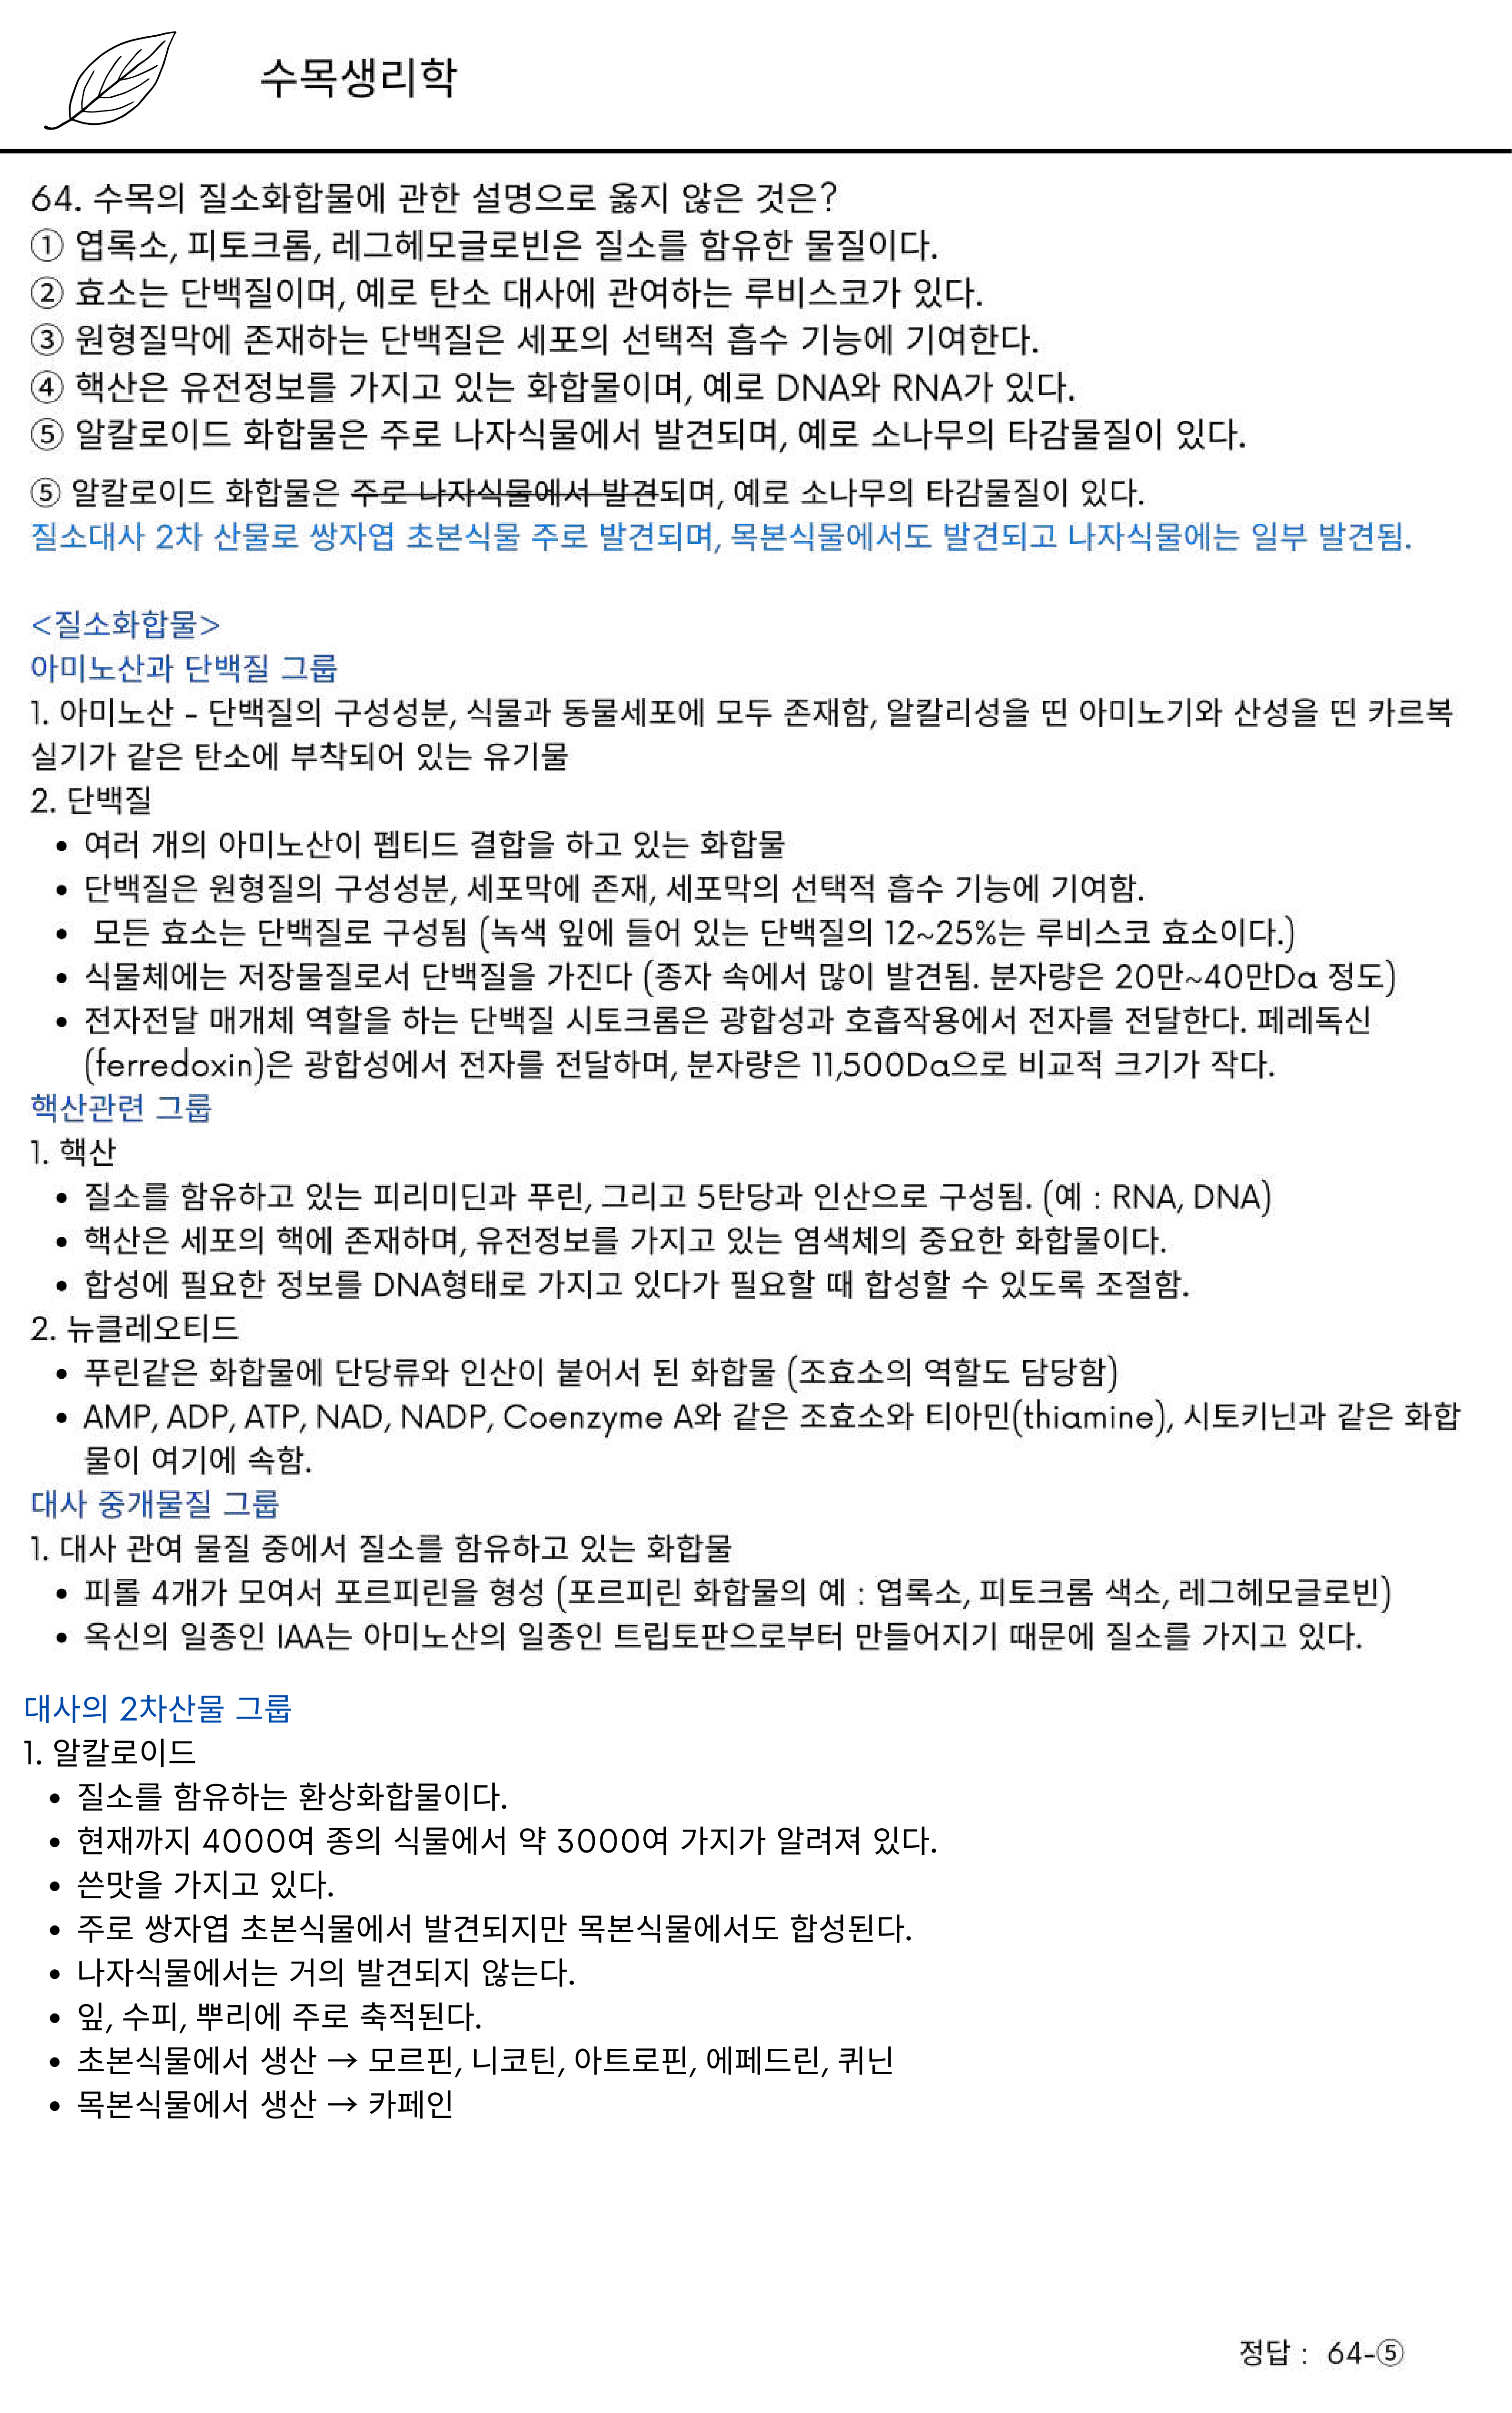 수목생리학
64. 수목의 질소화합물에 관한 설명으로 옳지 않은 것은?
① 엽록소, 피토크롬, 레그헤모글로빈은 질소를 함유한 물질이다.
② 효소는 단백질이며, 예로 탄소 대사에 관여하는 루비스코가 있다.
③ 원형질막에 존재하는 단백질은 세포의 선택적 흡수 기능에 기여한다.
④ 핵산은 유전정보를 가지고 있는 화합물이며, 예로 DNA와 RNA가 있다.
⑤ 알칼로이드 화합물은 주로 나자식물에서 발견되며, 예로 소나무의 타감물질이 있다.
⑤ 알칼로이드 화합물은 주로 나자식물에서 발견되며, 예로 소나무의 타감물질이 있다.
질소대사 2차 산물로 쌍자엽 초본식물 주로 발견되며, 목본식물에서도 발견되고 나자식물에는 일부 발견됨.
<질소화합물>
아미노산과 단백질 그룹
1. 아미노산 - 단백질의 구성성분, 식물과 동물세포에 모두 존재함, 알칼리성을 띤 아미노기와 산성을 띤 카르복
실기가 같은 탄소에 부착되어 있는 유기물
2. 단백질
• 여러 개의 아미노산이 펩티드 결합을 하고 있는 화합물
• 단백질은 원형질의 구성성분, 세포막에 존재, 세포막의 선택적 흡수 기능에 기여함.
• 모든 효소는 단백질로 구성됨 (녹색 잎에 들어 있는 단백질의 12~25%는 루비스코 효소이다.)
• 식물체에는 저장물질로서 단백질을 가진다 (종자 속에서 많이 발견됨. 분자량은 20만~40만Da 정도)
• 전자전달 매개체 역할을 하는 단백질 시토크롬은 광합성과 호흡작용에서 전자를 전달한다. 페레독신
(ferredoxin)은 광합성에서 전자를 전달하며, 분자량은 11,500Da으로 비교적 크기가 작다.
핵산관련 그룹
1. 핵산
• 질소를 함유하고 있는 피리미딘과 푸린, 그리고 5탄당과 인산으로 구성됨. (예 : RNA, DNA)
• 핵산은 세포의 핵에 존재하며, 유전정보를 가지고 있는 염색체의 중요한 화합물이다.
• 합성에 필요한 정보를 DNA형태로 가지고 있다가 필요할 때 합성할 수 있도록 조절함.
2. 뉴클레오티드
• 푸린같은 화합물에 단당류와 인산이 붙어서 된 화합물 (조효소의 역할도 담당함)
• AMP, ADP, ATP, NAD, NADP, Coenzyme A와 같은 조효소와 티아민(thiamine), 시토키닌과 같은 화합
물이 여기에 속함.
대사 중개물질 그룹
1. 대사 관여 물질 중에서 질소를 함유하고 있는 화합물
• 피롤 4개가 모여서 포르피린을 형성 (포르피린 화합물의 예 : 엽록소, 피토크롬 색소, 레그헤모글로빈)
• 옥신의 일종인 IAA는 아미노산의 일종인 트립토판으로부터 만들어지기 때문에 질소를 가지고 있다.
대사의 2차산물 그룹
1. 알칼로이드
• 질소를 함유하는 환상화합물이다.
• 현재까지 4000여 종의 식물에서 약 3000여 가지가 알려져 있다.
• 쓴맛을 가지고 있다.
• 주로 쌍자엽 초본식물에서 발견되지만 목본식물에서도 합성된다.
• 나자식물에서는 거의 발견되지 않는다.
• 잎, 수피, 뿌리에 주로 축적된다.
• 초본식물에서 생산 → 모르핀, 니코틴, 아트로핀, 에페드린, 퀴닌
• 목본식물에서 생산 → 카페인
정답 : 64-⑤